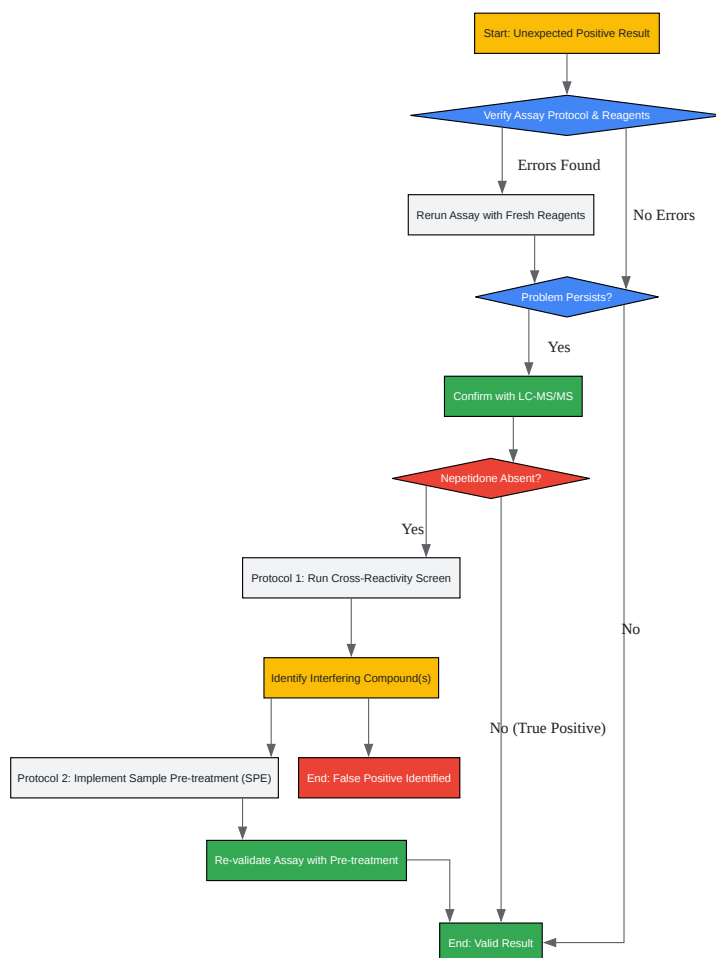 Start: Unexpected Positive Result
Verify Assay Protocol & Reagents
Errors Found
Rerun Assay with Fresh Reagents
No Errors
Problem Persists?
Yes
Confirm with LC-MS/MS
Nepetidone Absent?
Yes
Protocol 1: Run Cross-Reactivity Screen
No
Identify Interfering Compound(s)
No (True Positive)
Protocol 2: Implement Sample Pre-treatment (SPE)
End: False Positive Identified
Re-validate Assay with Pre-treatment
End: Valid Result